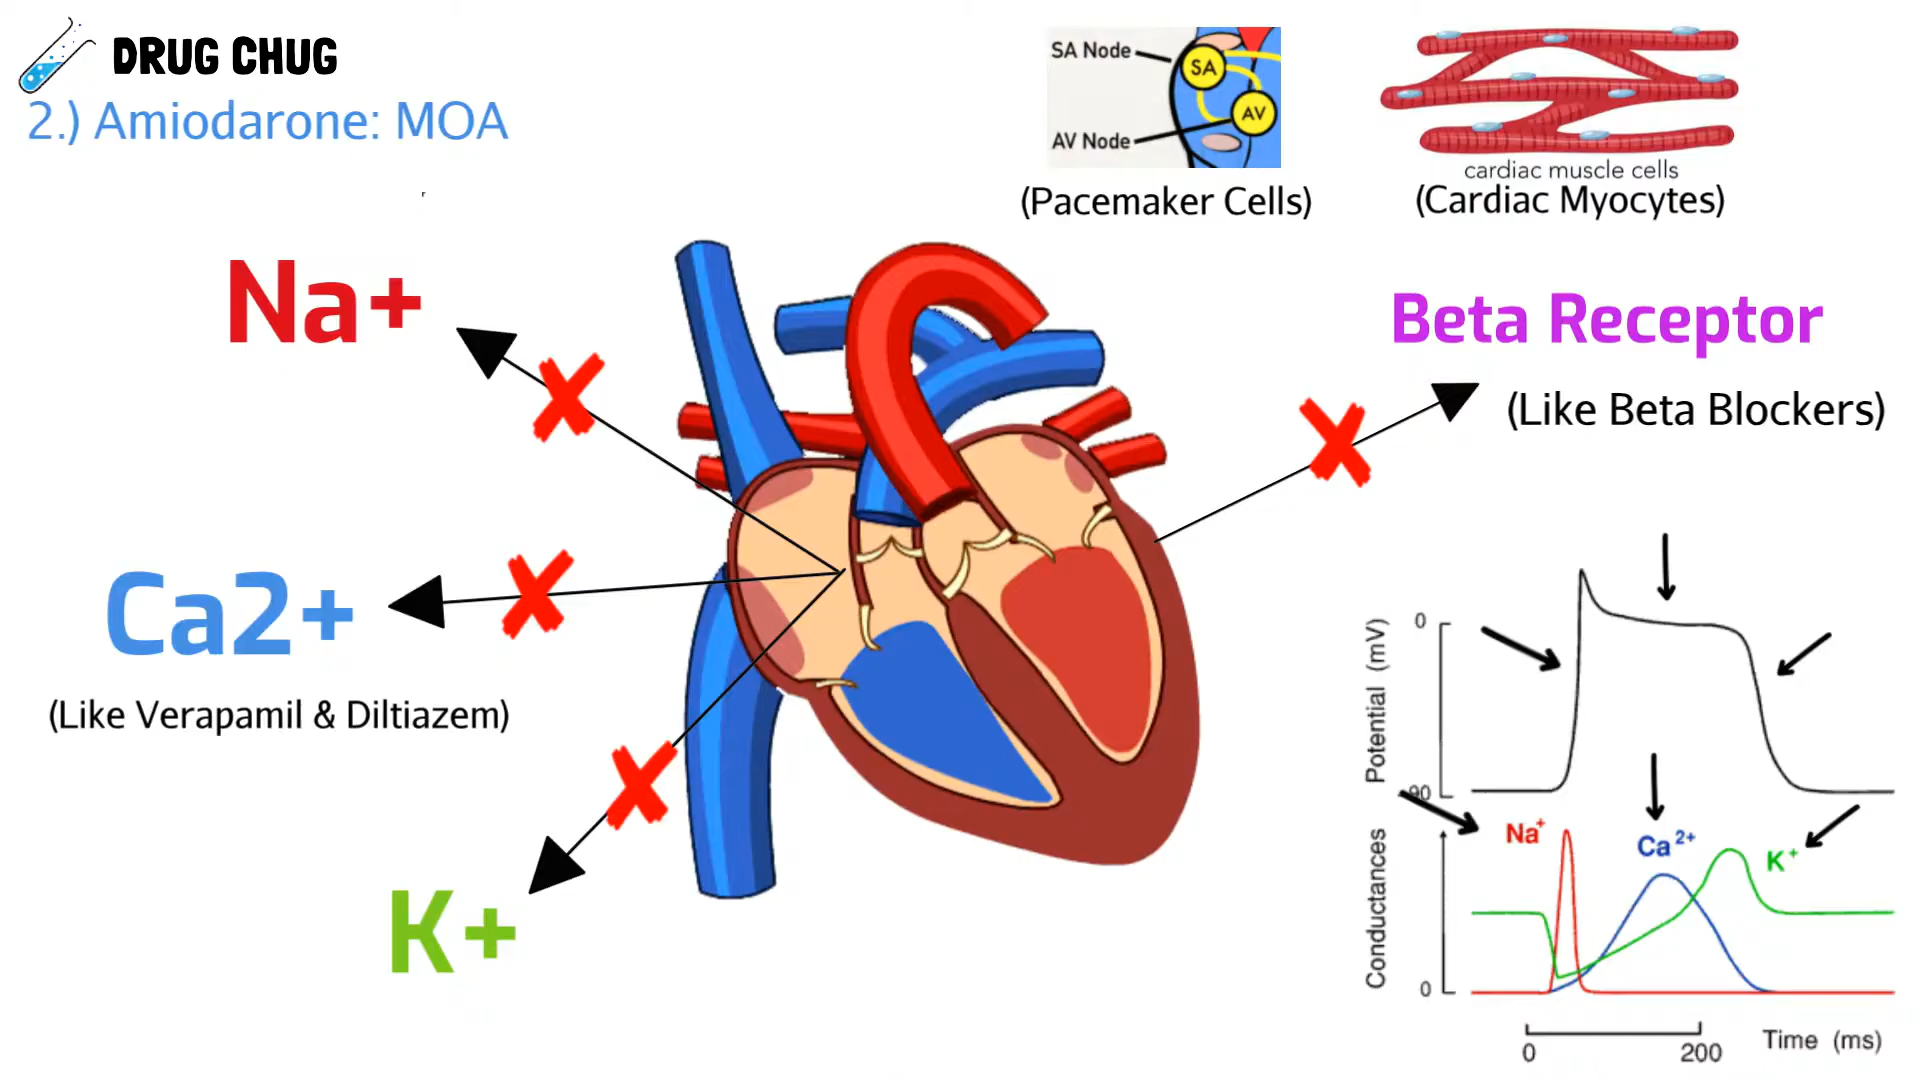 DRUG CHUG
2.) Amiodarone: MOA
SA Node
SA
AV
AV Node
(Pacemaker Cells)
cardiac muscle cells
(Cardiac Myocytes)
Na+
Beta Receptor
(Like Beta Blockers)
Ca2+
(Like Verapamil & Diltiazem)
K+
Potential (mV)
0
Conductances
Na+
Ca 2+
K+
0
0
200
Time (ms)